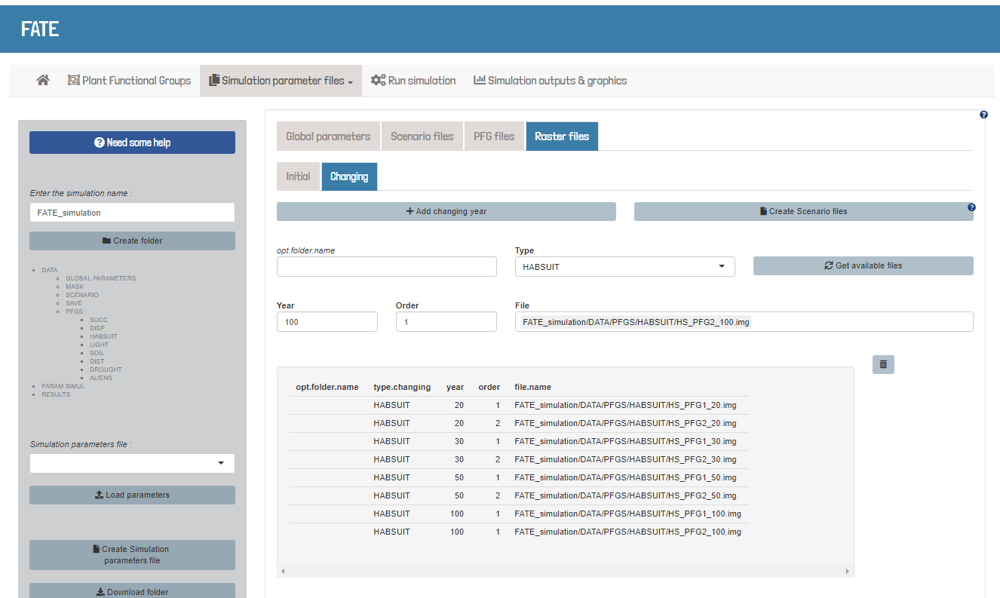 FATE
Plant Functional Groups Simulation parameter files Run simulation Simulation outputs & graphics
Need some help
Enter the simulation name :
FATE_simulation
Create folder
DATA
GLOBAL PARAMETERS
MASK
SCENARIO
SAVE
PFGS :
SUCC
DISP
HABSUIT
LIGHT
SOIL
DIST
DROUGHT
ALIENS
PARAM SIMUL
RESULTS
Simulation parameters file :
Load parameters
Create Simulation
parameters file
Download folder
Global parameters Scenario files PFG files Raster files
Initial Changing
Add changing year Create Scenario files
opt.folder.name Type
HABSUIT Get available files
Year Order File
100 1 FATE_simulation/DATA/PFGS/HABSUIT/HS_PFG2_100.img
opt.folder.name type.changing year order file.name
HABSUIT 20 1 FATE_simulation/DATA/PFGS/HABSUIT/HS_PFG1_20.img
HABSUIT 20 2 FATE_simulation/DATA/PFGS/HABSUIT/HS_PFG2_20.img
HABSUIT 30 1 FATE_simulation/DATA/PFGS/HABSUIT/HS_PFG1_30.img
HABSUIT 30 2 FATE_simulation/DATA/PFGS/HABSUIT/HS_PFG2_30.img
HABSUIT 50 1 FATE_simulation/DATA/PFGS/HABSUIT/HS_PFG1_50.img
HABSUIT 50 2 FATE_simulation/DATA/PFGS/HABSUIT/HS_PFG2_50.img
HABSUIT 100 1 FATE_simulation/DATA/PFGS/HABSUIT/HS_PFG1_100.img
HABSUIT 100 1 FATE_simulation/DATA/PFGS/HABSUIT/HS_PFG2_100.img